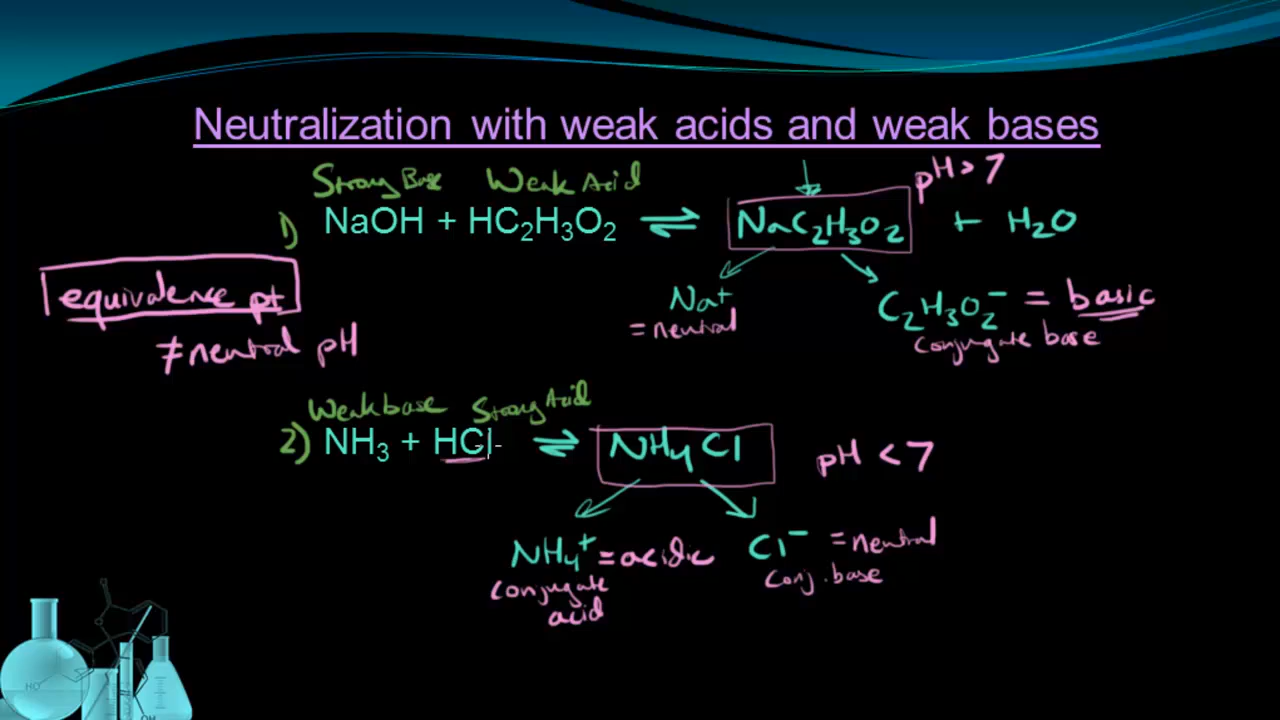 Neutralization with weak acids and weak bases
Strong Base Weak Acid pH > 7
1) NaOH + HC₂H₃O₂ ⇌ NaC₂H₃O₂ + H₂O
equivalence pt
≠ neutral pH
Na⁺
= neutral
C₂H₃O₂⁻ = basic
conjugate base
Weak base Strong Acid
2) NH₃ + HCl ⇌ NH₄Cl pH < 7
NH₄⁺ = acidic
conjugate
acid
Cl⁻ = neutral
conj. base
HO
OH